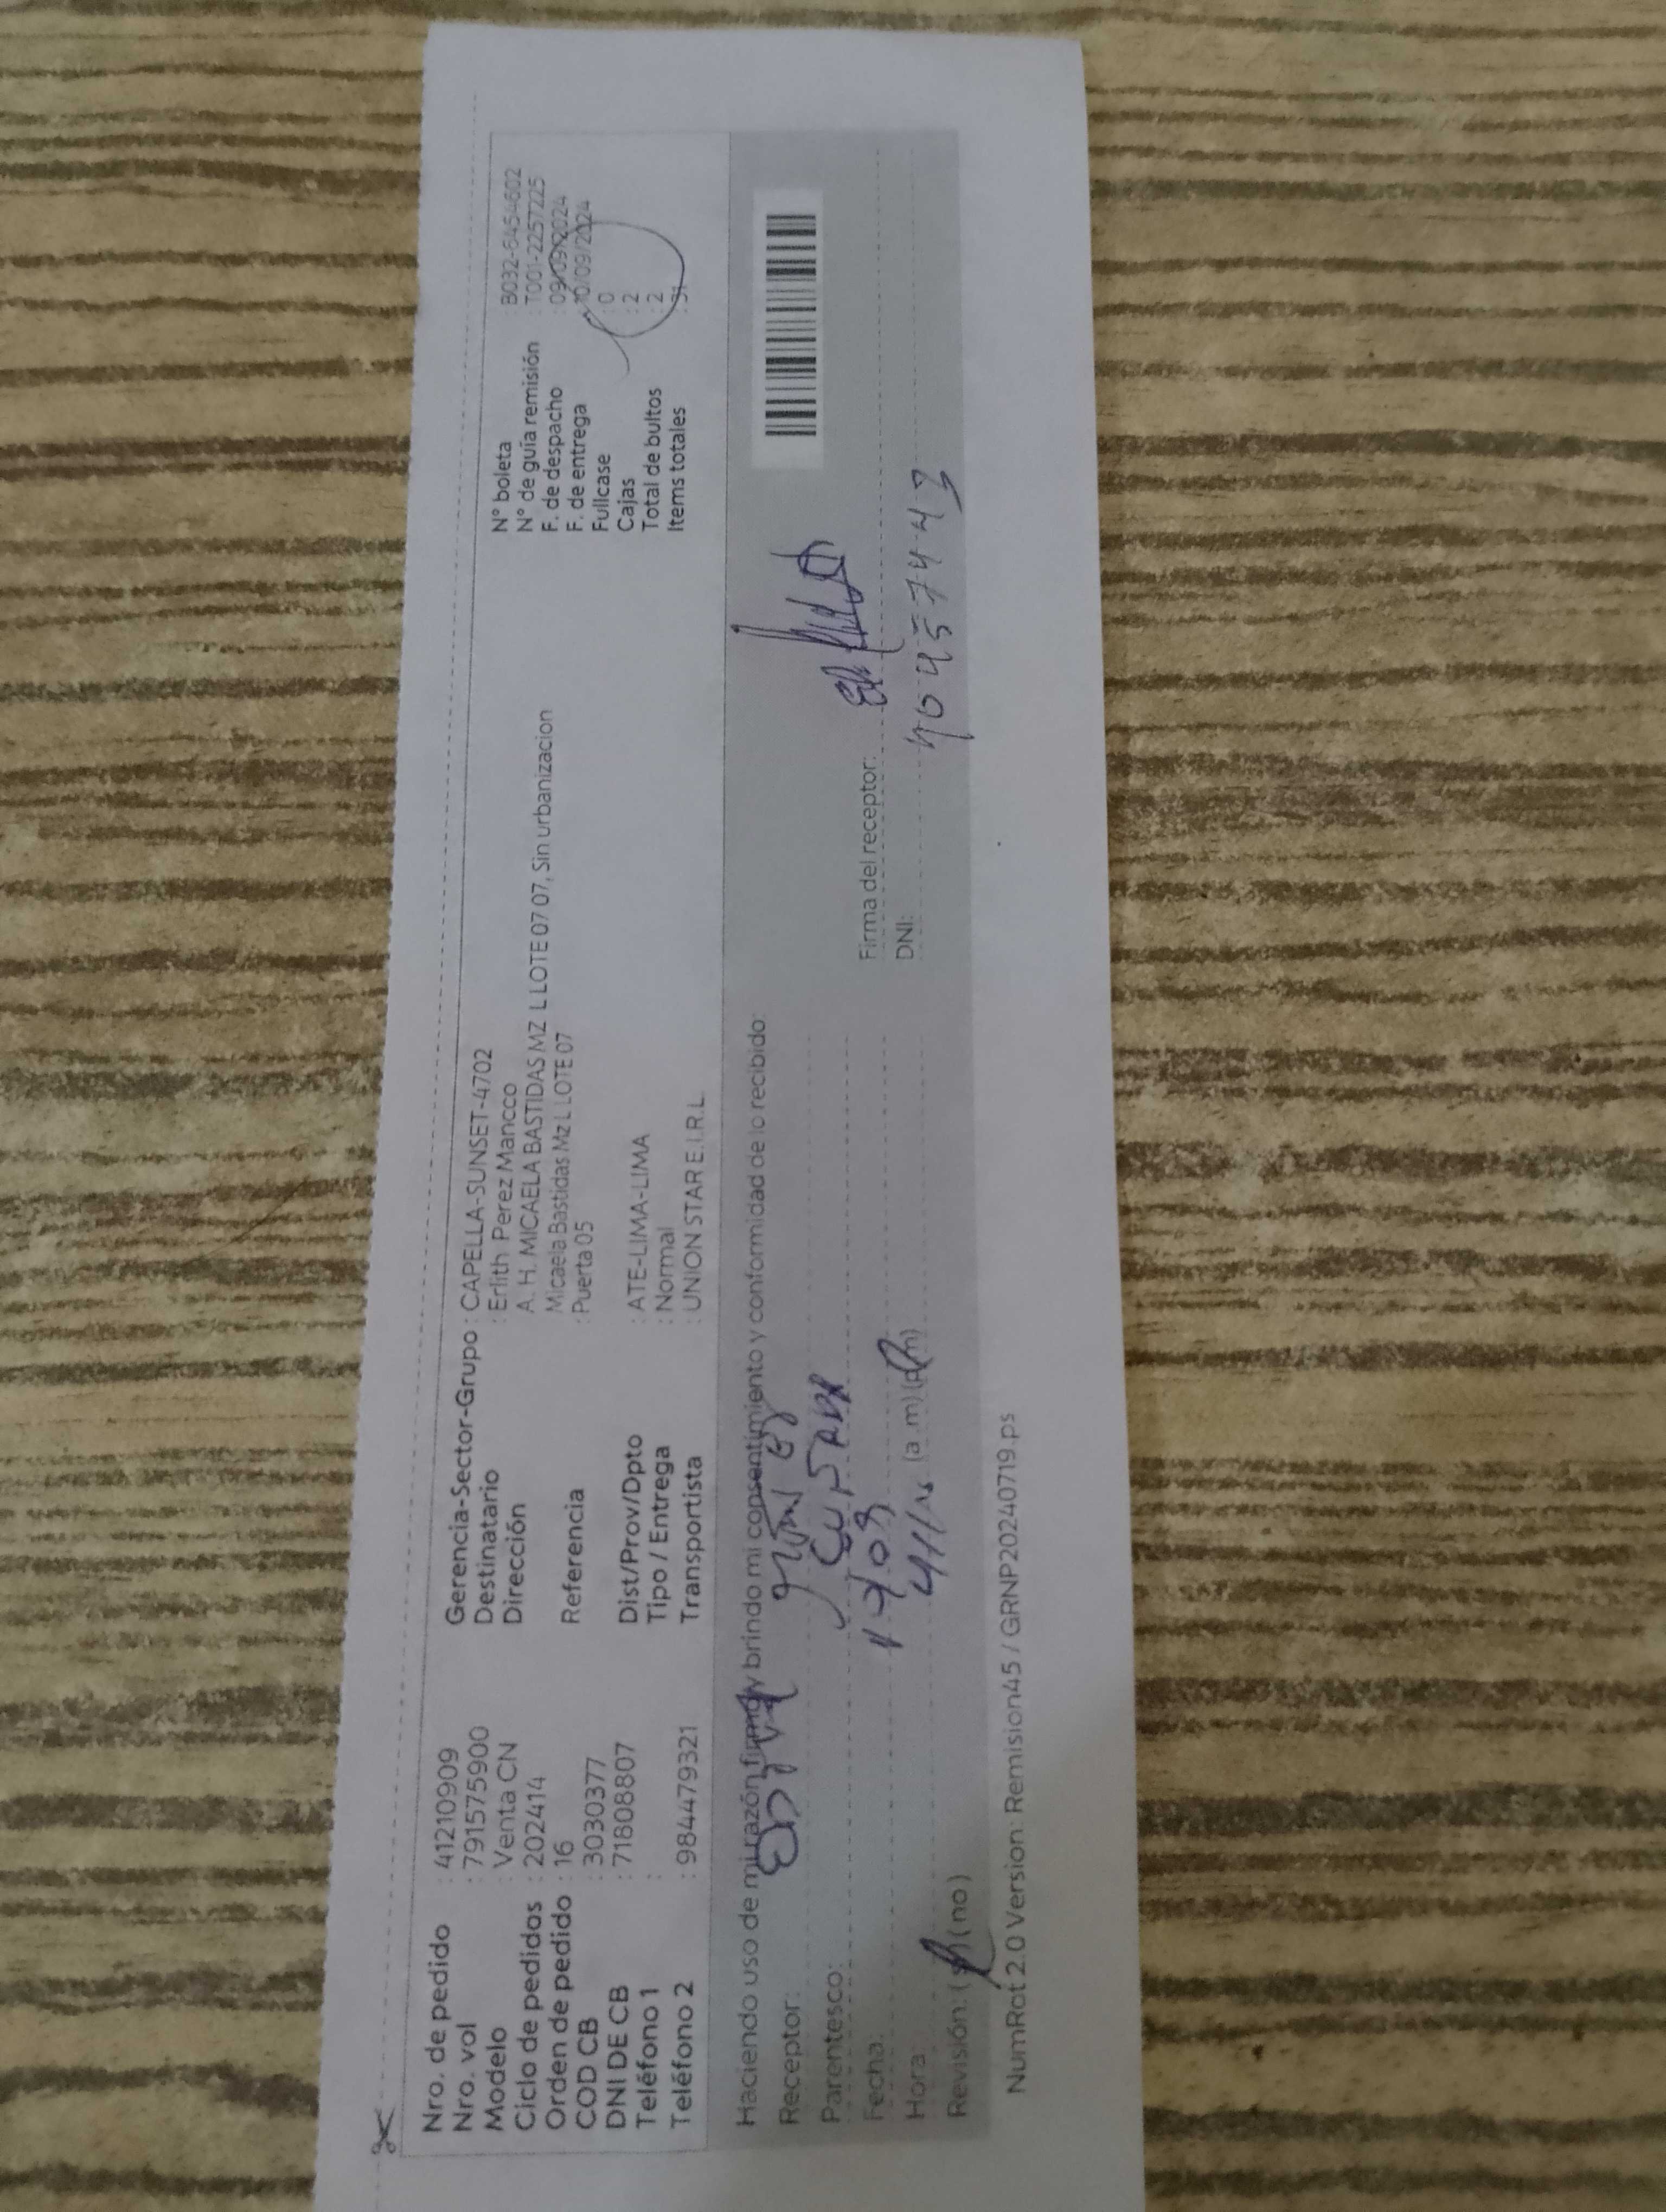 Nro. de pedido : 41210909
Nro. vol : 791575900
Modelo : Venta CN
Ciclo de pedidos : 202414
Orden de pedido : 16
COD CB : 3030377
DNI DE CB : 71808807
Teléfono 1 :
Teléfono 2 : 984479321
Gerencia-Sector-Grupo : CAPELLA-SUNSET-4702
Destinatario : Erlith Perez Mancco
Dirección : A. H. MICAELA BASTIDAS MZ L LOTE 07 07, Sin urbanizacion
Micaela Bastidas Mz L LOTE 07
Referencia : Puerta 05
Dist/Prov/Dpto : ATE-LIMA-LIMA
Tipo / Entrega : Normal
Transportista : UNION STAR E.I.R.L.
N° boleta : B032-6454602
N° de guía remisión : T001-2257225
F. de despacho : 09/09/2024
F. de entrega : 10/09/2024
Fullcase : 0
Cajas : 2
Total de bultos : 2
Items totales : 31
Haciendo uso de mi razón firmo y brindo mi consentimiento y conformidad de lo recibido:
Receptor:
Parentesco:
Fecha:
Hora: (a.m) (p.m)
Revisión: (si) (no)
Firma del receptor:
DNI:
NumRot 2.0 Version: Remision45 / GRNP20240719.ps